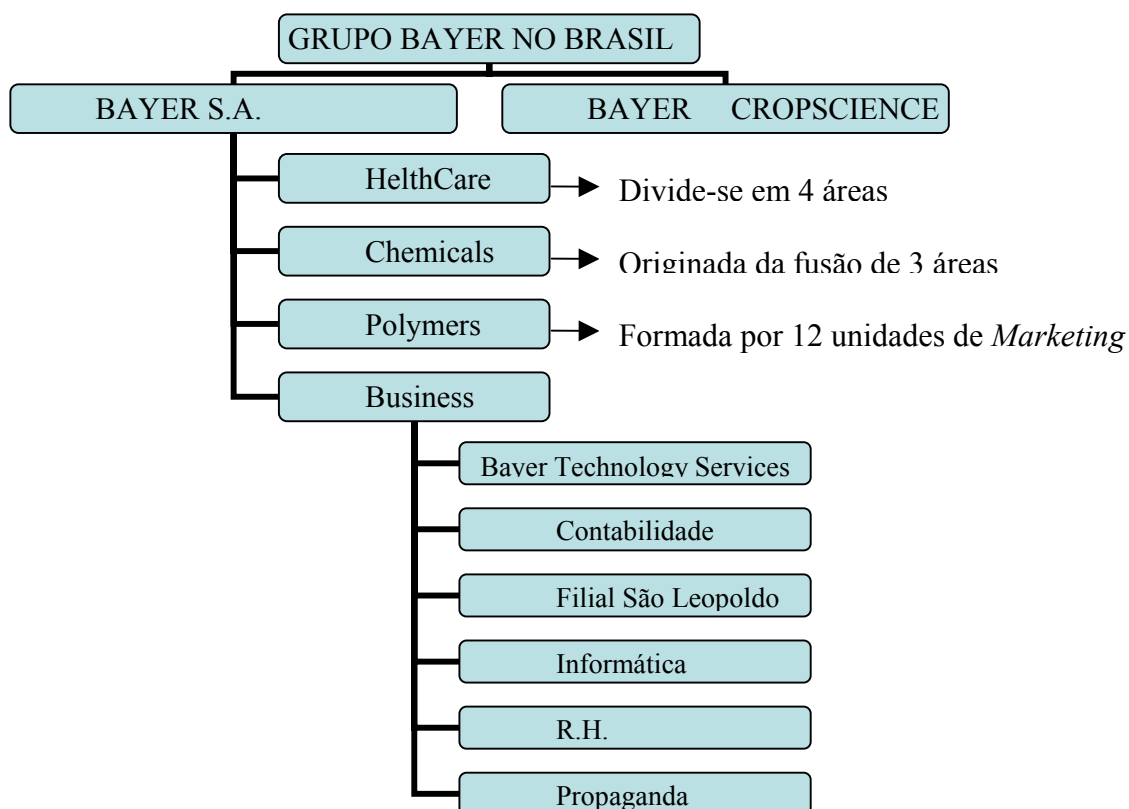 GRUPO BAYER NO BRASIL
BAYER S.A.
BAYER CROPSCIENCE
HelthCare
Divide-se em 4 áreas
Chemicals
Originada da fusão de 3 áreas
Polymers
Formada por 12 unidades de Marketing
Business
Bayer Technology Services
Contabilidade
Filial São Leopoldo
Informática
R.H.
Propaganda